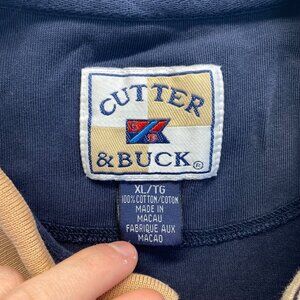 CUTTER
& BUCK®
XL/TG
100% COTTON/COTON
MADE IN
MACAU
FABRIQUE AUX
MACAO